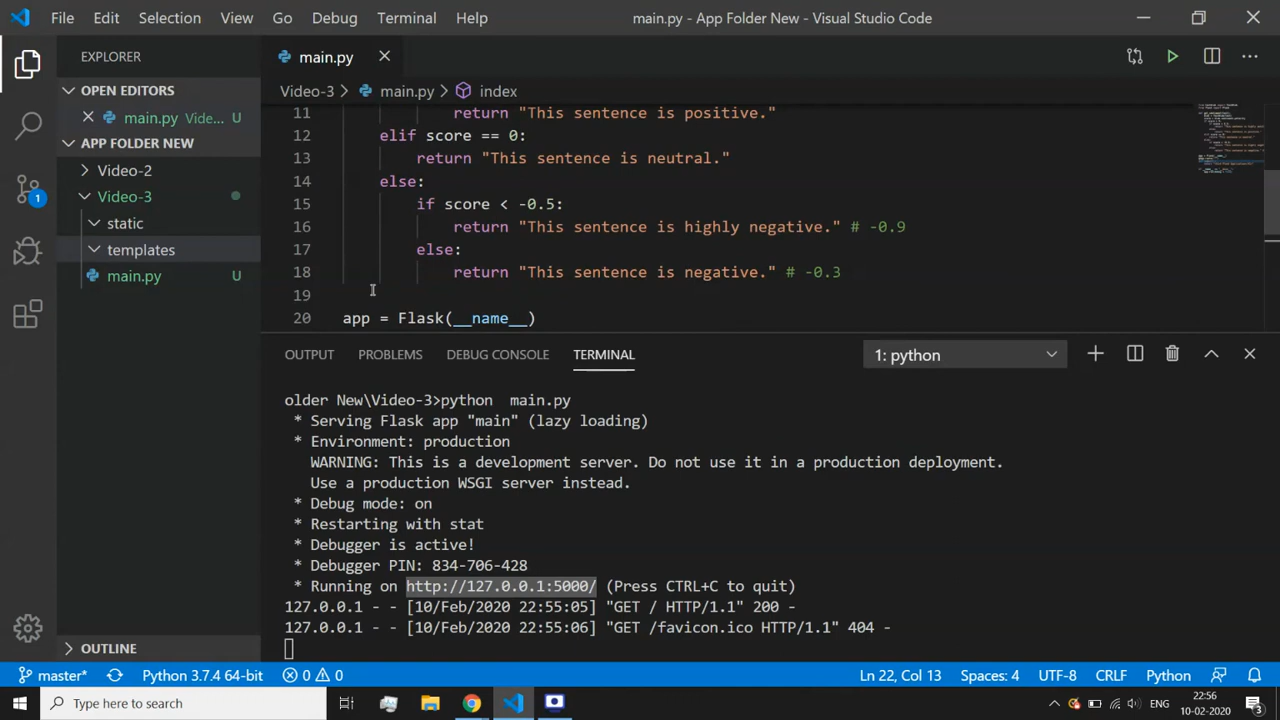 File Edit Selection View Go Debug Terminal Help main.py - App Folder New - Visual Studio Code
EXPLORER
OPEN EDITORS
main.py Vide... U
APP FOLDER NEW
Video-2
Video-3
static
templates
main.py U
OUTLINE
1
main.py
Video-3 > main.py > index
11 return "This sentence is positive."
12 elif score == 0:
13 return "This sentence is neutral."
14 else:
15 if score < -0.5:
16 return "This sentence is highly negative." # -0.9
17 else:
18 return "This sentence is negative." # -0.3
19
20 app = Flask(__name__)
OUTPUT PROBLEMS DEBUG CONSOLE TERMINAL 1: python
older New\Video-3>python  main.py
* Serving Flask app "main" (lazy loading)
* Environment: production
WARNING: This is a development server. Do not use it in a production deployment.
Use a production WSGI server instead.
* Debug mode: on
* Restarting with stat
* Debugger is active!
* Debugger PIN: 834-706-428
* Running on http://127.0.0.1:5000/ (Press CTRL+C to quit)
127.0.0.1 - - [10/Feb/2020 22:55:05] "GET / HTTP/1.1" 200 -
127.0.0.1 - - [10/Feb/2020 22:55:06] "GET /favicon.ico HTTP/1.1" 404 -
master* Python 3.7.4 64-bit 0 0 Ln 22, Col 13 Spaces: 4 UTF-8 CRLF Python
Type here to search ENG 22:56
10-02-2020 3